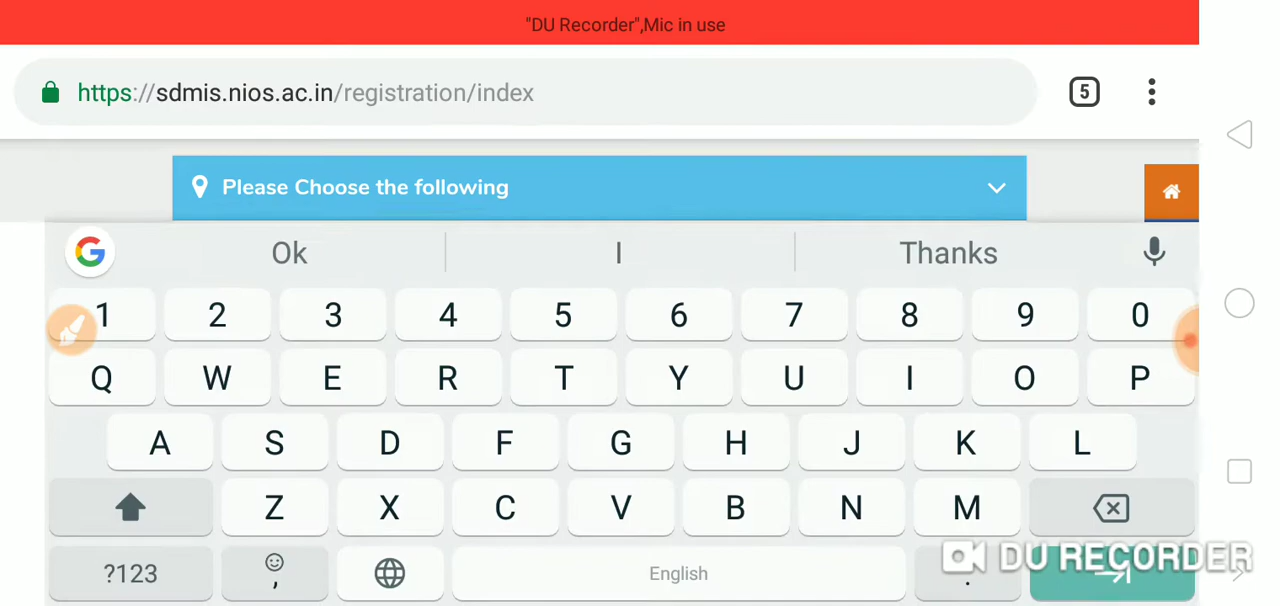 "DU Recorder",Mic in use
https://sdmis.nios.ac.in/registration/index
5
Please Choose the following
Ok I Thanks
1 2 3 4 5 6 7 8 9 0
Q W E R T Y U I O P
A S D F G H J K L
Z X C V B N M
?123 , English .
DU RECORDER